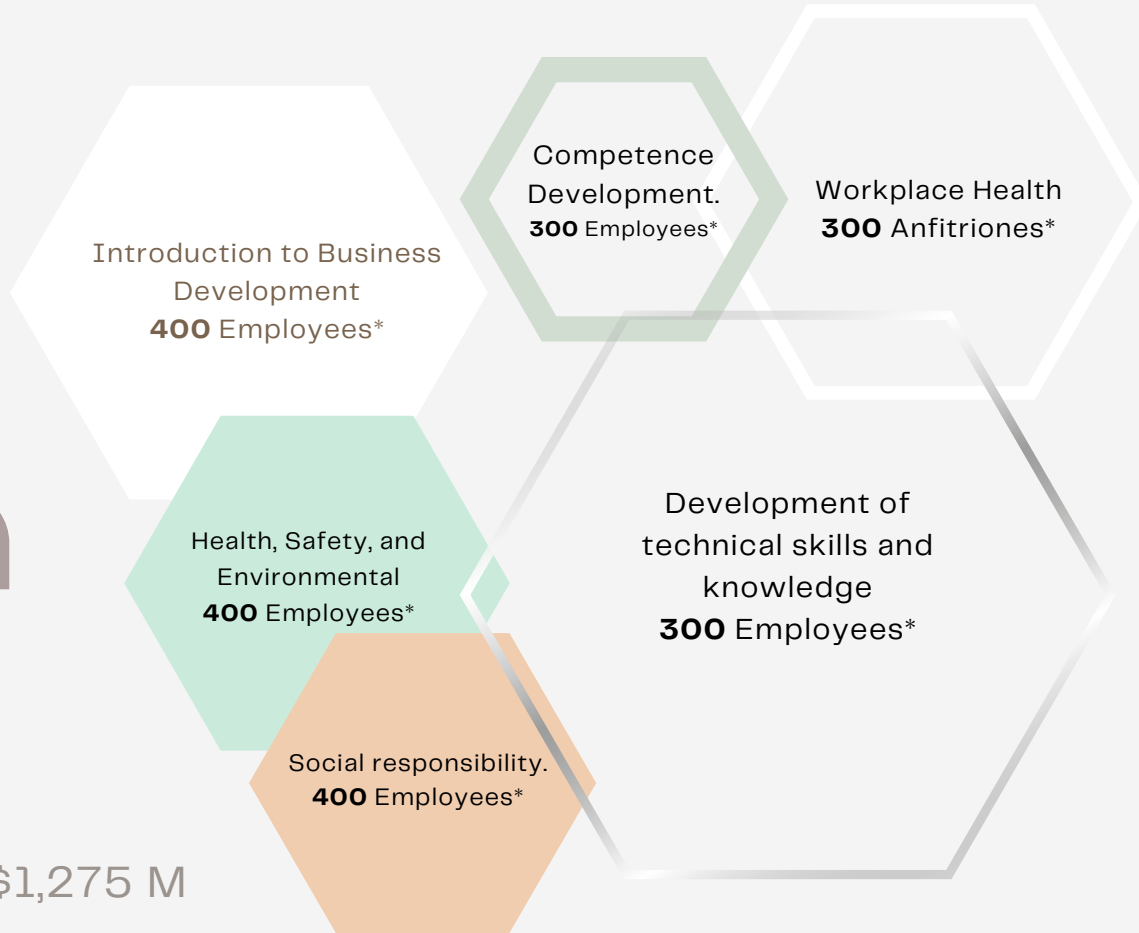 Competence
Development.
300 Employees*
Workplace Health
300 Anfitriones*
Introduction to Business
Development
400 Employees*
Development of
technical skills and
knowledge
300 Employees*
Health, Safety, and
Environmental
400 Employees*
Social responsibility.
400 Employees*
$1,275 M